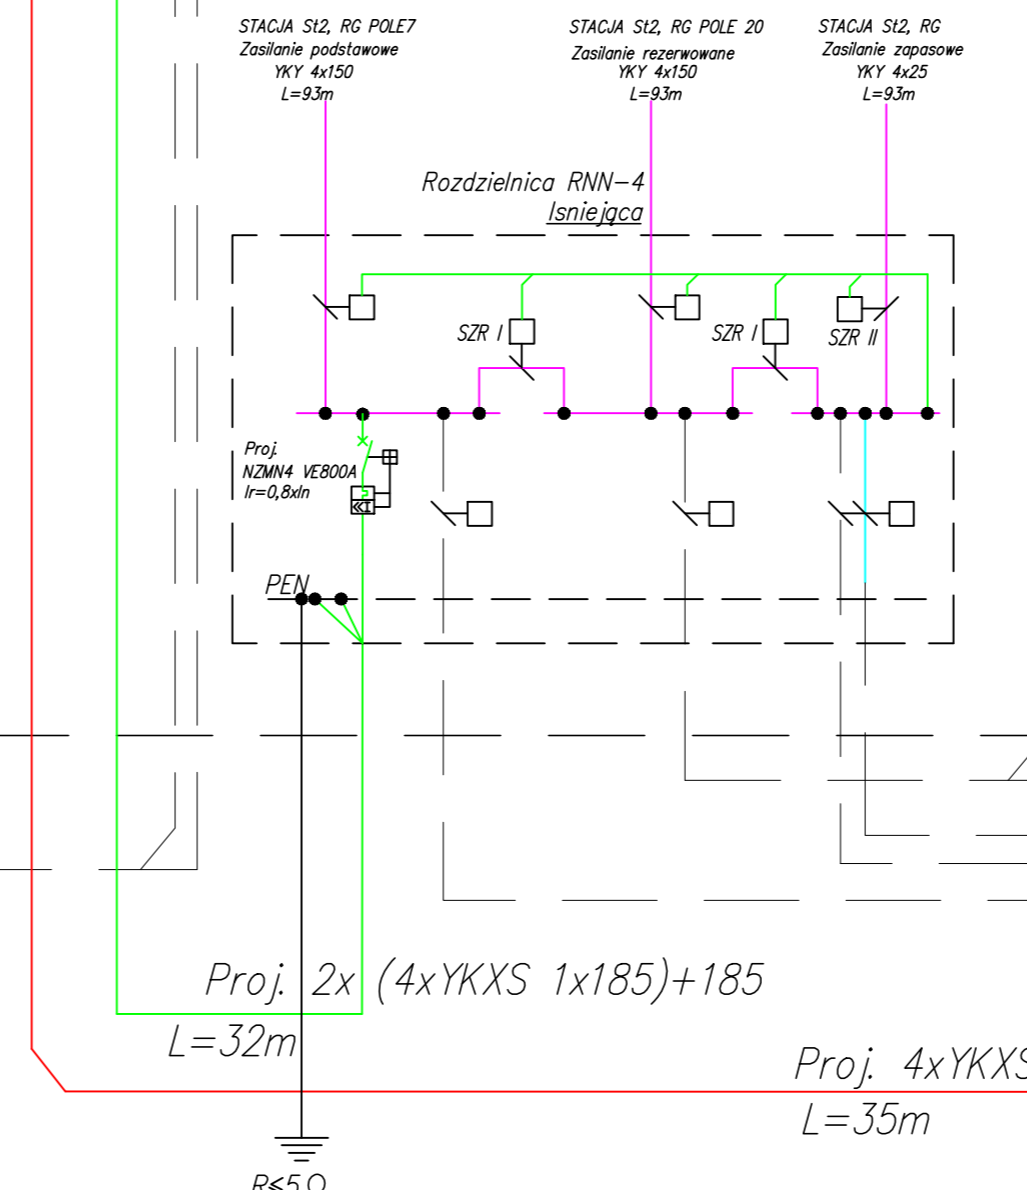 STACJA St2, RG POLE7
Zasilanie podstawowe
YKY 4x150
L=93m
STACJA St2, RG POLE 20
Zasilanie rezerwowane
YKY 4x150
L=93m
STACJA St2, RG
Zasilanie zapasowe
YKY 4x25
L=93m
Rozdzielnica RNN-4
Isniejąca
SZR I
SZR I
SZR II
Proj.
NZMN4 VE800A
Ir=0,8xIn
PEN
Proj. 2x (4xYKXS 1x185)+185
L=32m
Proj. 4xYKXS
L=35m
R≤5 Ω